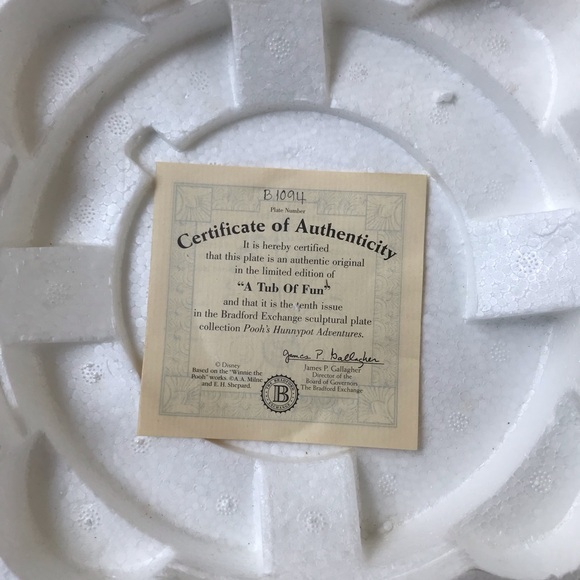 B1094
Plate Number
Certificate of Authenticity
It is hereby certified
that this plate is an authentic original
in the limited edition of
"A Tub Of Fun"
and that it is the tenth issue
in the Bradford Exchange sculptural plate
collection Pooh's Hunnypot Adventures.
James P. Gallagher
James P. Gallagher
Director of the
Board of Governors
The Bradford Exchange
© Disney
Based on the "Winnie the
Pooh" works. ©A.A. Milne
and E. H. Shepard.
THE BRADFORD
B
EXCHANGE